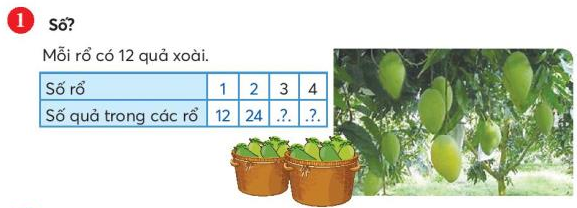 1 Số?
Mỗi rổ có 12 quả xoài.
Số rổ 1 2 3 4
Số quả trong các rổ 12 24 .?. .?.